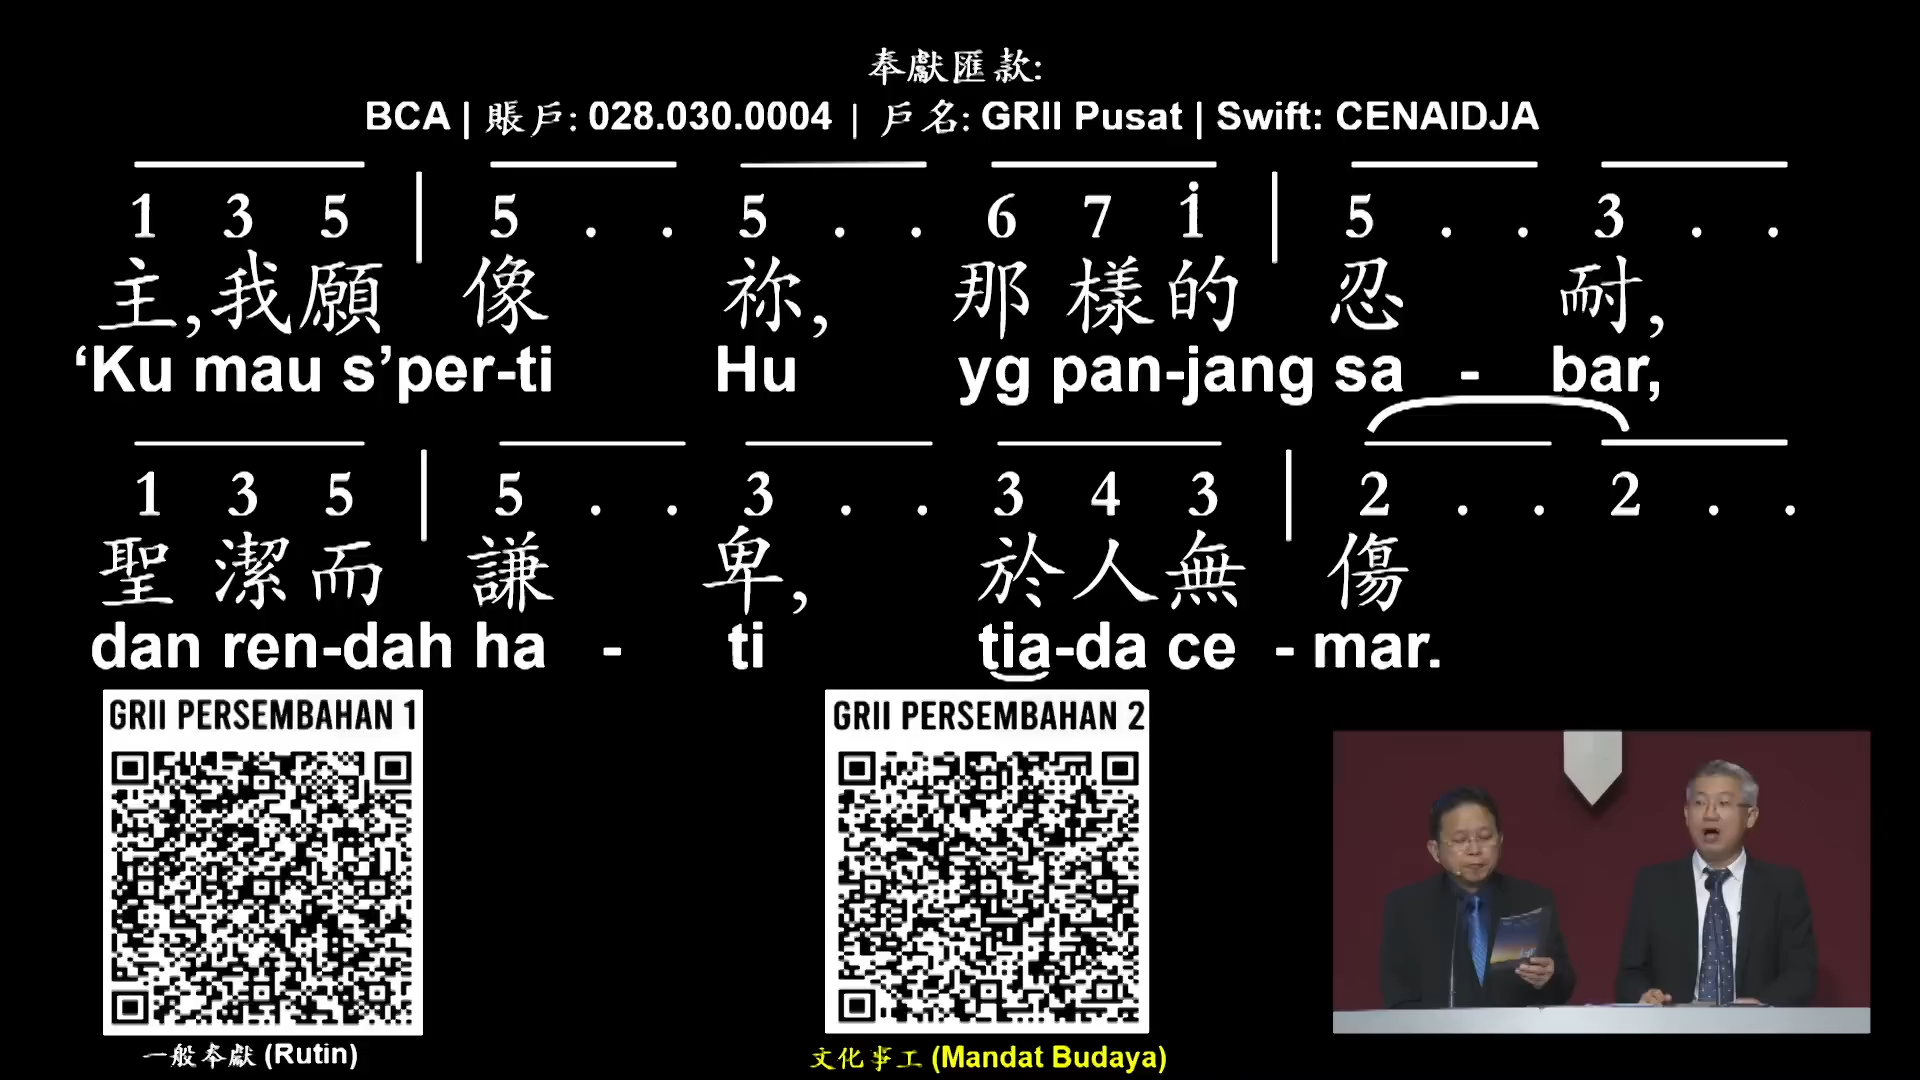 奉獻匯款:
BCA | 賬戶: 028.030.0004 | 戶名: GRII Pusat | Swift: CENAIDJA
1 3 5 | 5 . . 5 . . 6 7 i | 5 . . 3 . .
主,我願 像 祢, 那樣的 忍 耐,
‘Ku mau s’per-ti Hu yg pan-jang sa - bar,
1 3 5 | 5 . . 3 . . 3 4 3 | 2 . . 2 . .
聖潔而 謙 卑, 於人無 傷
dan ren-dah ha - ti tia-da ce - mar.
GRII PERSEMBAHAN 1
GRII PERSEMBAHAN 2
一般奉獻 (Rutin)
文化事工 (Mandat Budaya)